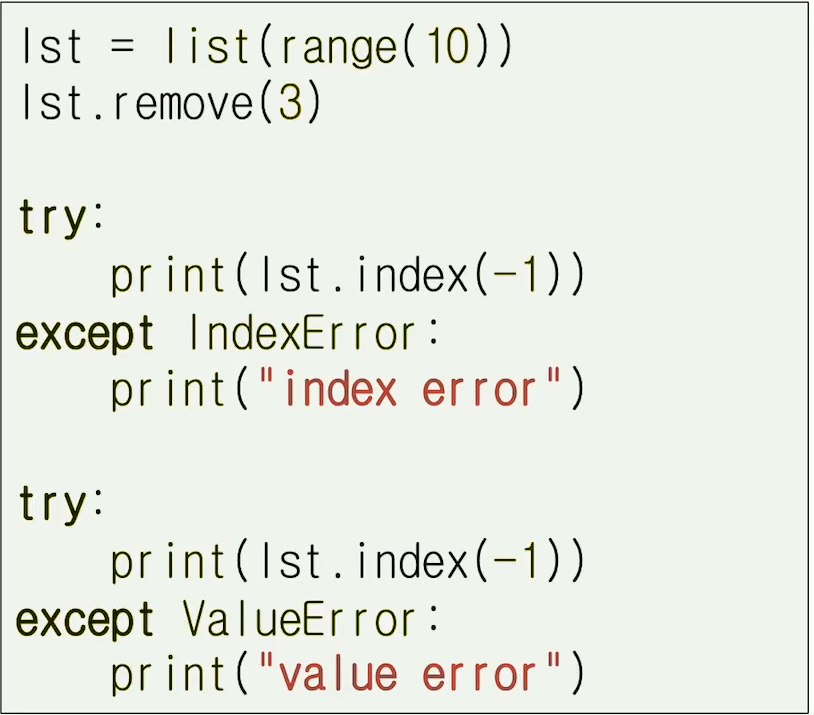 lst = list(range(10))
lst.remove(3)
try:
    print(lst.index(-1))
except IndexError:
    print("index error")
try:
    print(lst.index(-1))
except ValueError:
    print("value error")